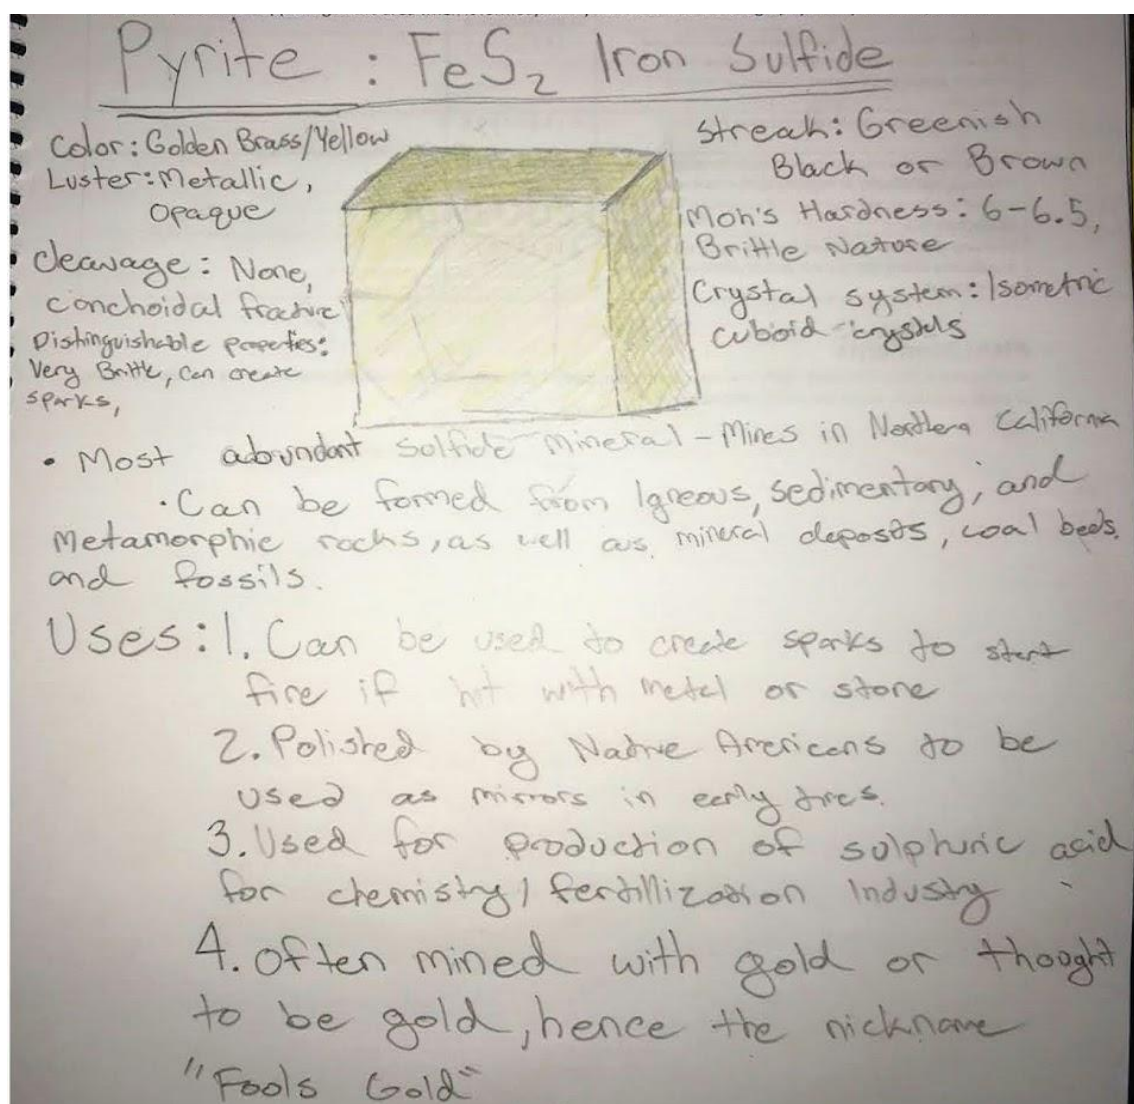 Pyrite : FeS₂ Iron Sulfide
Color: Golden Brass/Yellow
Luster: Metallic,
Opaque
Cleavage: None,
conchoidal fracture
Distinguishable properties:
Very Brittle, can create
sparks,
Streak: Greenish
Black or Brown
Moh's Hardness: 6-6.5,
Brittle Nature
Crystal system: Isometric
cuboid crystals
• Most abundant sulfide mineral - Mines in Northern California
• Can be formed from Igneous, sedimentary, and
Metamorphic rocks, as well as mineral deposits, coal beds,
and fossils.
Uses: 1. Can be used to create sparks to start
fire if hit with metal or stone
2. Polished by Native Americans to be
used as mirrors in early times.
3. Used for production of sulphuric acid
for chemistry/fertillization Industry
4. Often mined with gold or thought
to be gold, hence the nickname
"Fools Gold"